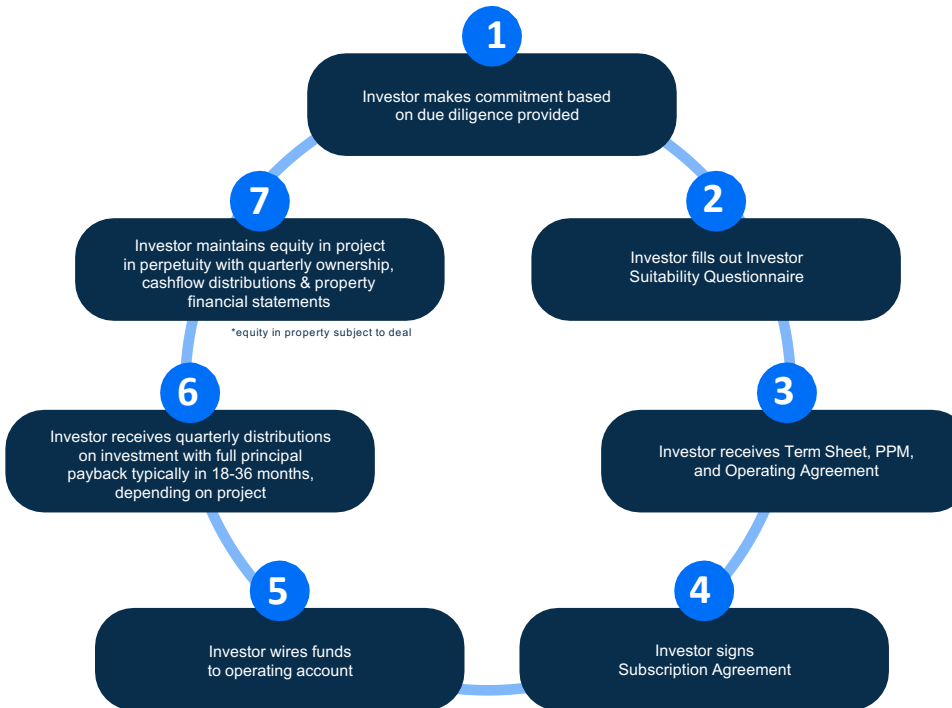 1
Investor makes commitment based
on due diligence provided
2
Investor fills out Investor
Suitability Questionnaire
3
Investor receives Term Sheet, PPM,
and Operating Agreement
4
Investor signs
Subscription Agreement
5
Investor wires funds
to operating account
6
Investor receives quarterly distributions
on investment with full principal
payback typically in 18-36 months,
depending on project
7
Investor maintains equity in project
in perpetuity with quarterly ownership,
cashflow distributions & property
financial statements
*equity in property subject to deal